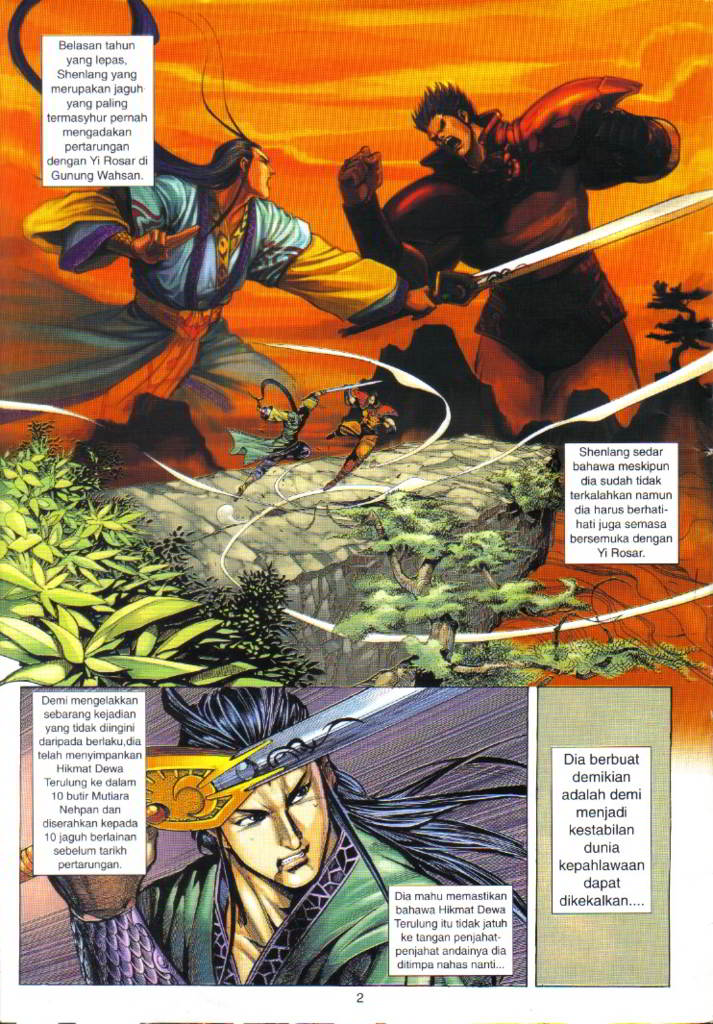 Belasan tahun
yang lepas,
Shenlang yang
merupakan jaguh
yang paling
termasyhur pernah
mengadakan
pertarungan
dengan Yi Rosar di
Gunung Wahsan.
Shenlang sedar
bahawa meskipun
dia sudah tidak
terkalahkan namun
dia harus berhati-
hati juga semasa
bersemuka dengan
Yi Rosar.
Demi mengelakkan
sebarang kejadian
yang tidak diingini
daripada berlaku,dia
telah menyimpankan
Hikmat Dewa
Terulung ke dalam
10 butir Mutiara
Nehpan dan
diserahkan kepada
10 jaguh berlainan
sebelum tarikh
pertarungan.
Dia mahu memastikan
bahawa Hikmat Dewa
Terulung itu tidak jatuh
ke tangan penjahat-
penjahat andainya dia
ditimpa nahas nanti...
Dia berbuat
demikian
adalah demi
menjadi
kestabilan
dunia
kepahlawaan
dapat
dikekalkan....
2